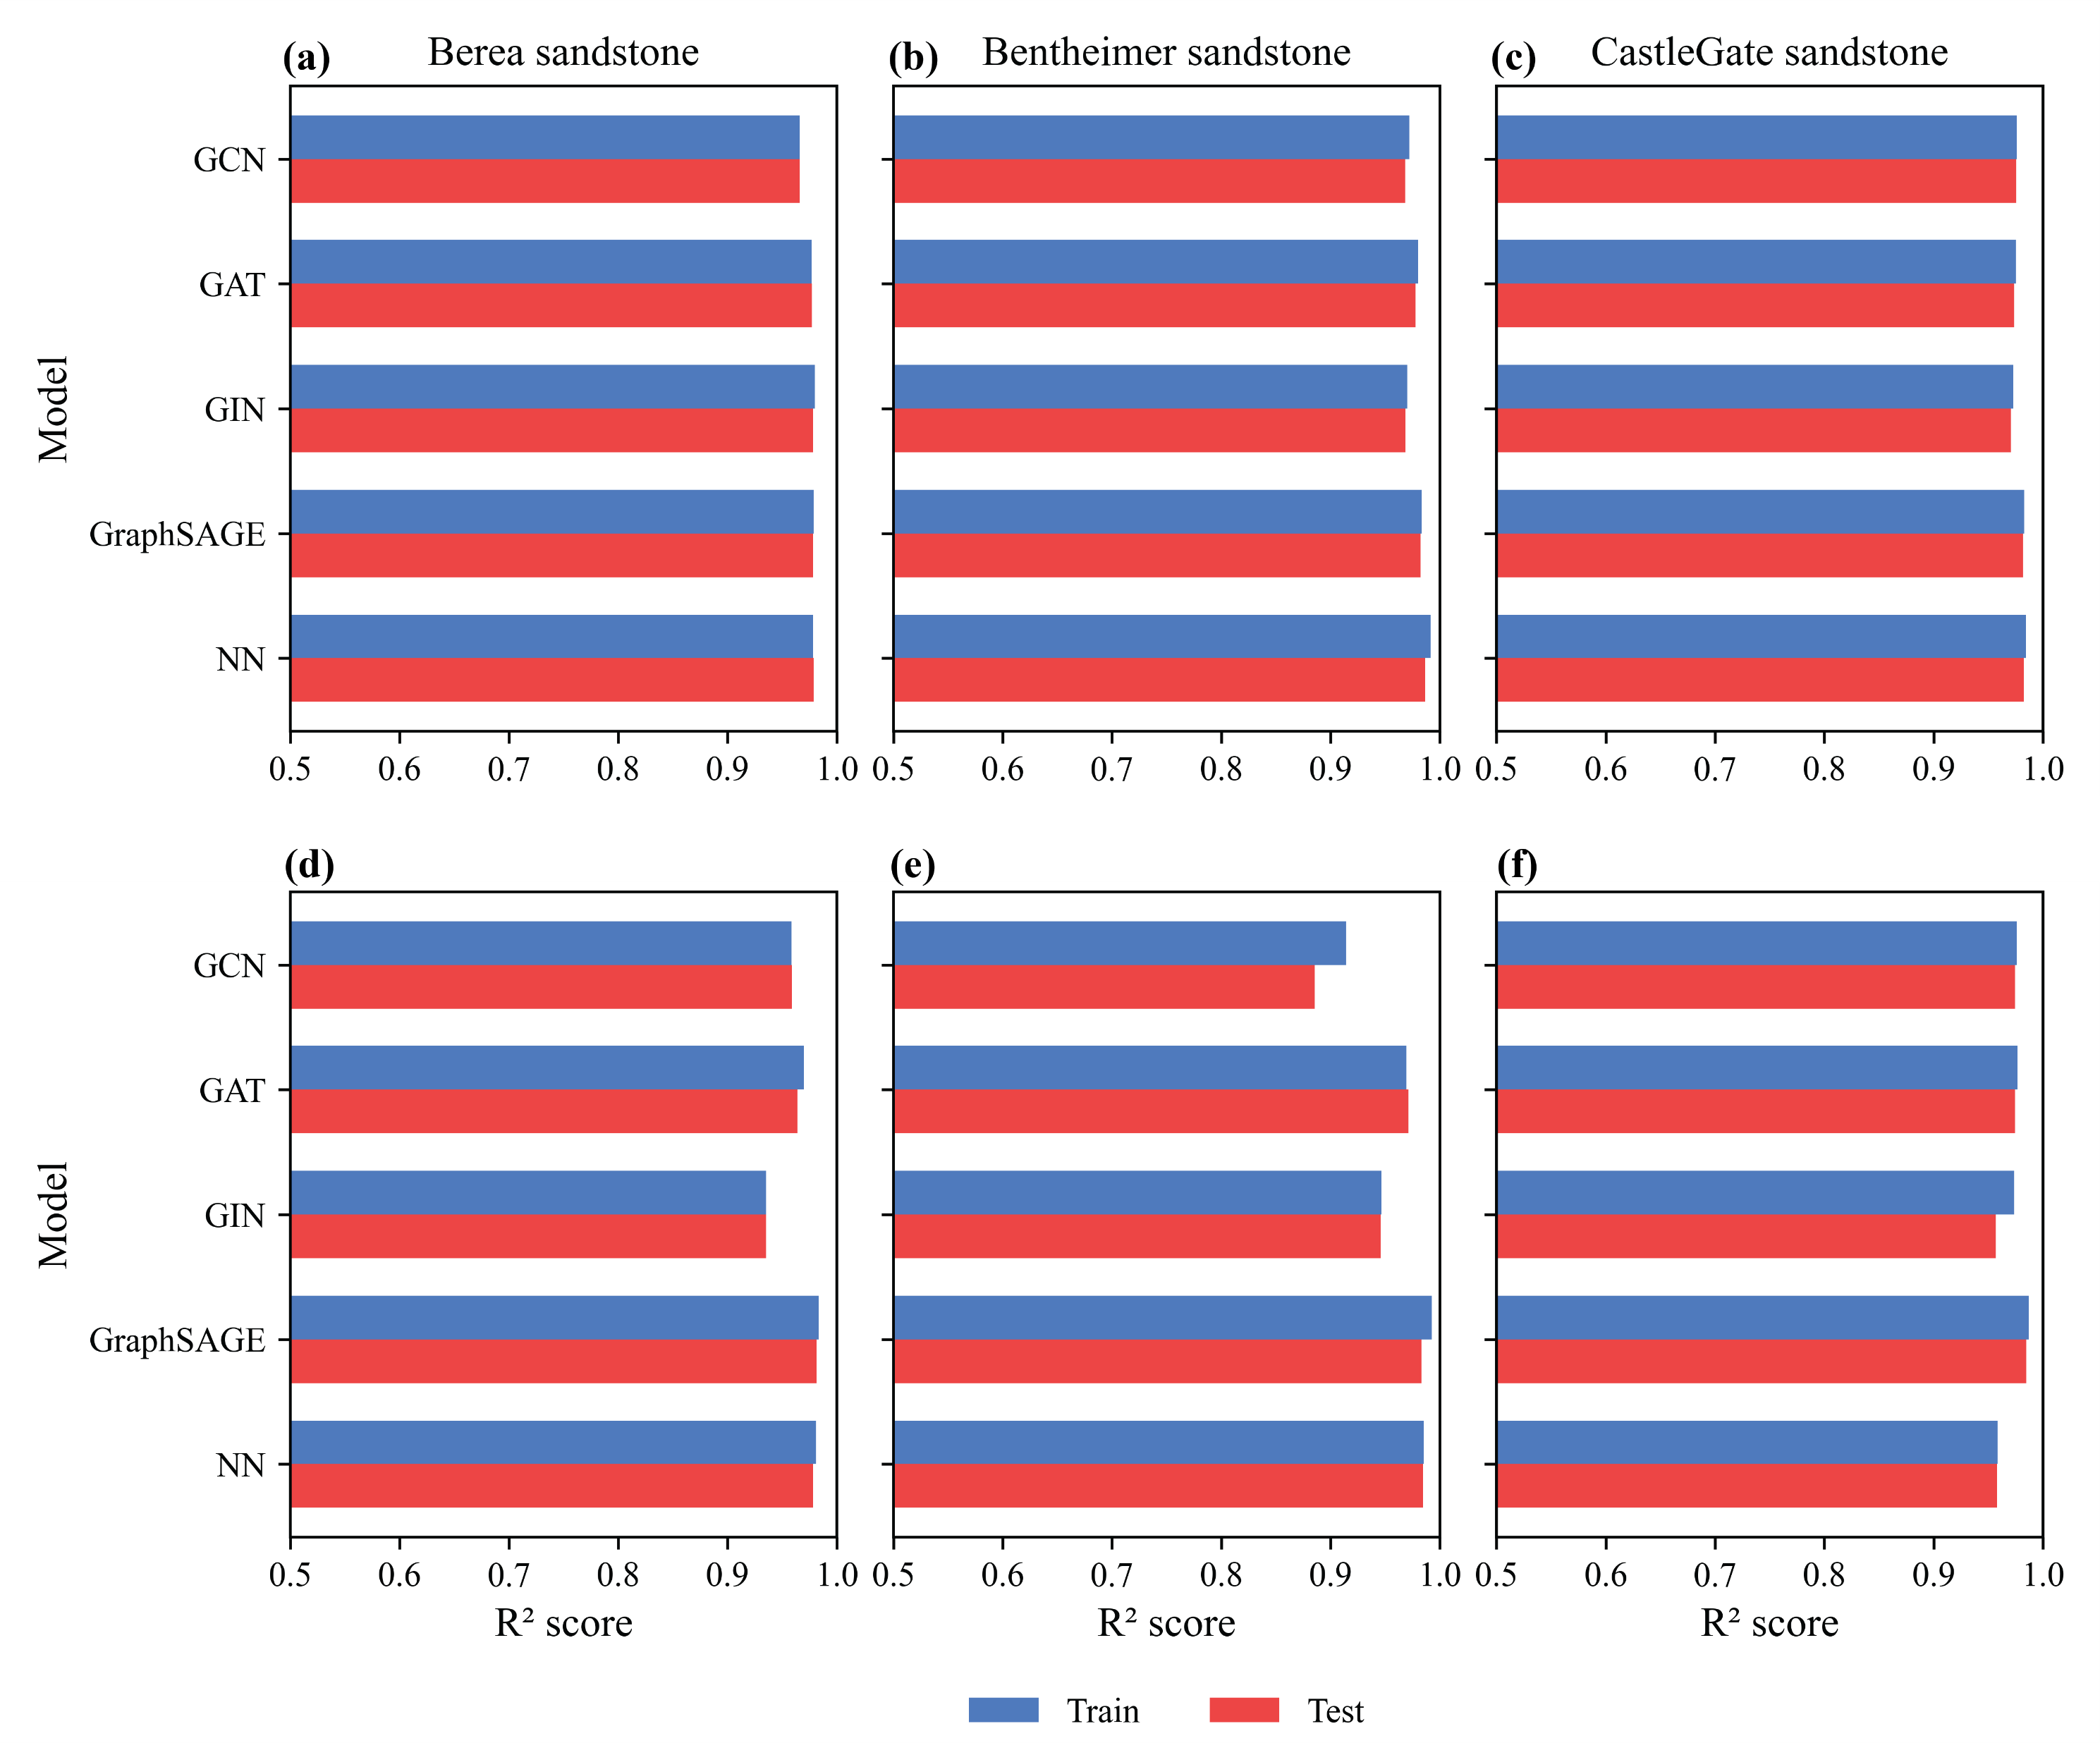 (a) Berea sandstone
(b) Bentheimer sandstone
(c) CastleGate sandstone
Model
GCN
GAT
GIN
GraphSAGE
NN
0.5 0.6 0.7 0.8 0.9 1.0
0.5 0.6 0.7 0.8 0.9 1.0
0.5 0.6 0.7 0.8 0.9 1.0
(d)
(e)
(f)
Model
GCN
GAT
GIN
GraphSAGE
NN
0.5 0.6 0.7 0.8 0.9 1.0
0.5 0.6 0.7 0.8 0.9 1.0
0.5 0.6 0.7 0.8 0.9 1.0
R² score
R² score
R² score
Train
Test